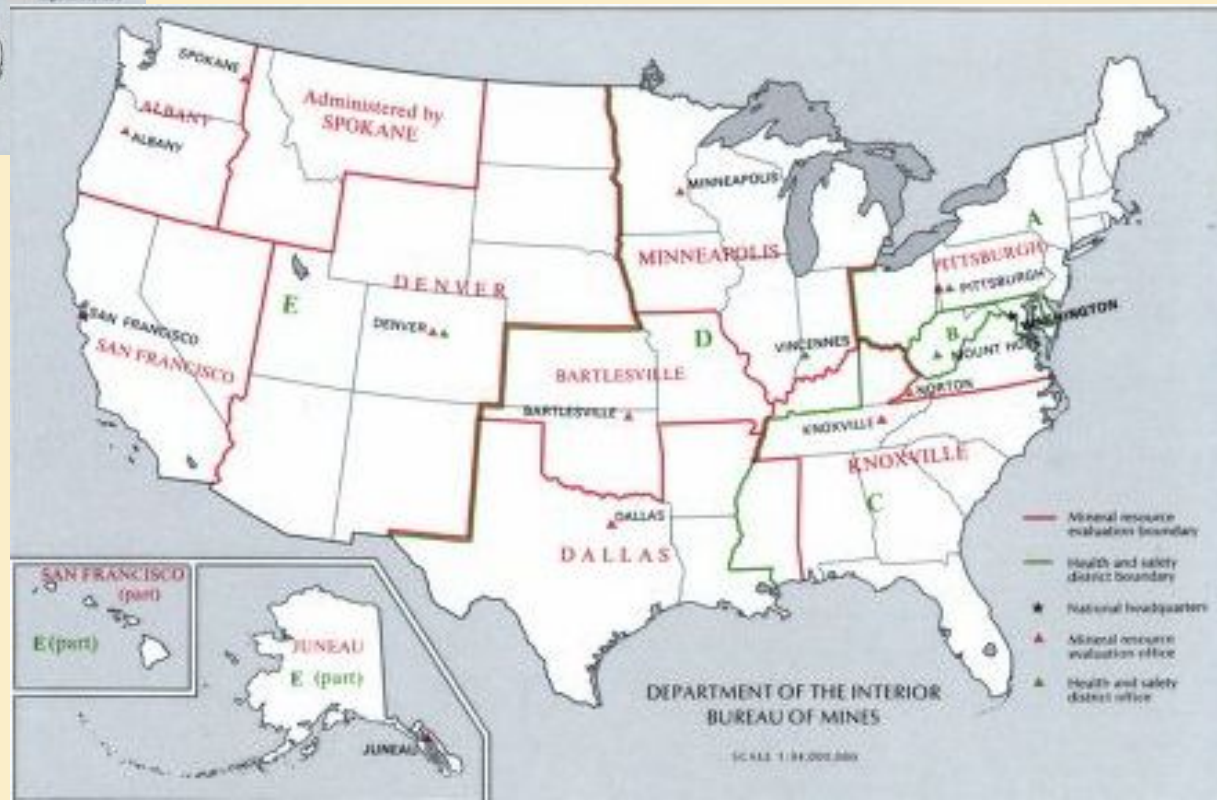 SPOKANE
Administered by
SPOKANE
ALBANY
ALBANY
MINNEAPOLIS
A
MINNEAPOLIS
PITTSBURGH
PITTSBURGH
DENVER
E
WASHINGTON
SAN FRANCISCO
DENVER
B
D
VINCENNES
MOUNT
SAN FRANCISCO
BARTLESVILLE
NORTON
BARTLESVILLE
KNOXVILLE
KNOXVILLE
C
DALLAS
DALLAS
Mineral resource
evaluation boundary
Health and safety
district boundary
National headquarters
Mineral resource
evaluation office
Health and safety
district office
SAN FRANCISCO
(part)
E (part)
JUNEAU
E (part)
JUNEAU
DEPARTMENT OF THE INTERIOR
BUREAU OF MINES